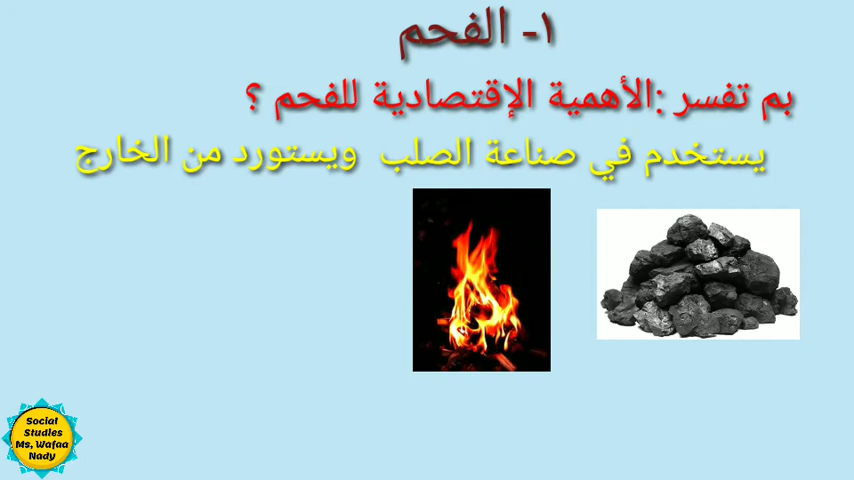 ١- الفحم
بم تفسر :الأهمية الإقتصادية للفحم ؟
يستخدم في صناعة الصلب ويستورد من الخارج
Social
Studies
Ms, Wafaa
Nady